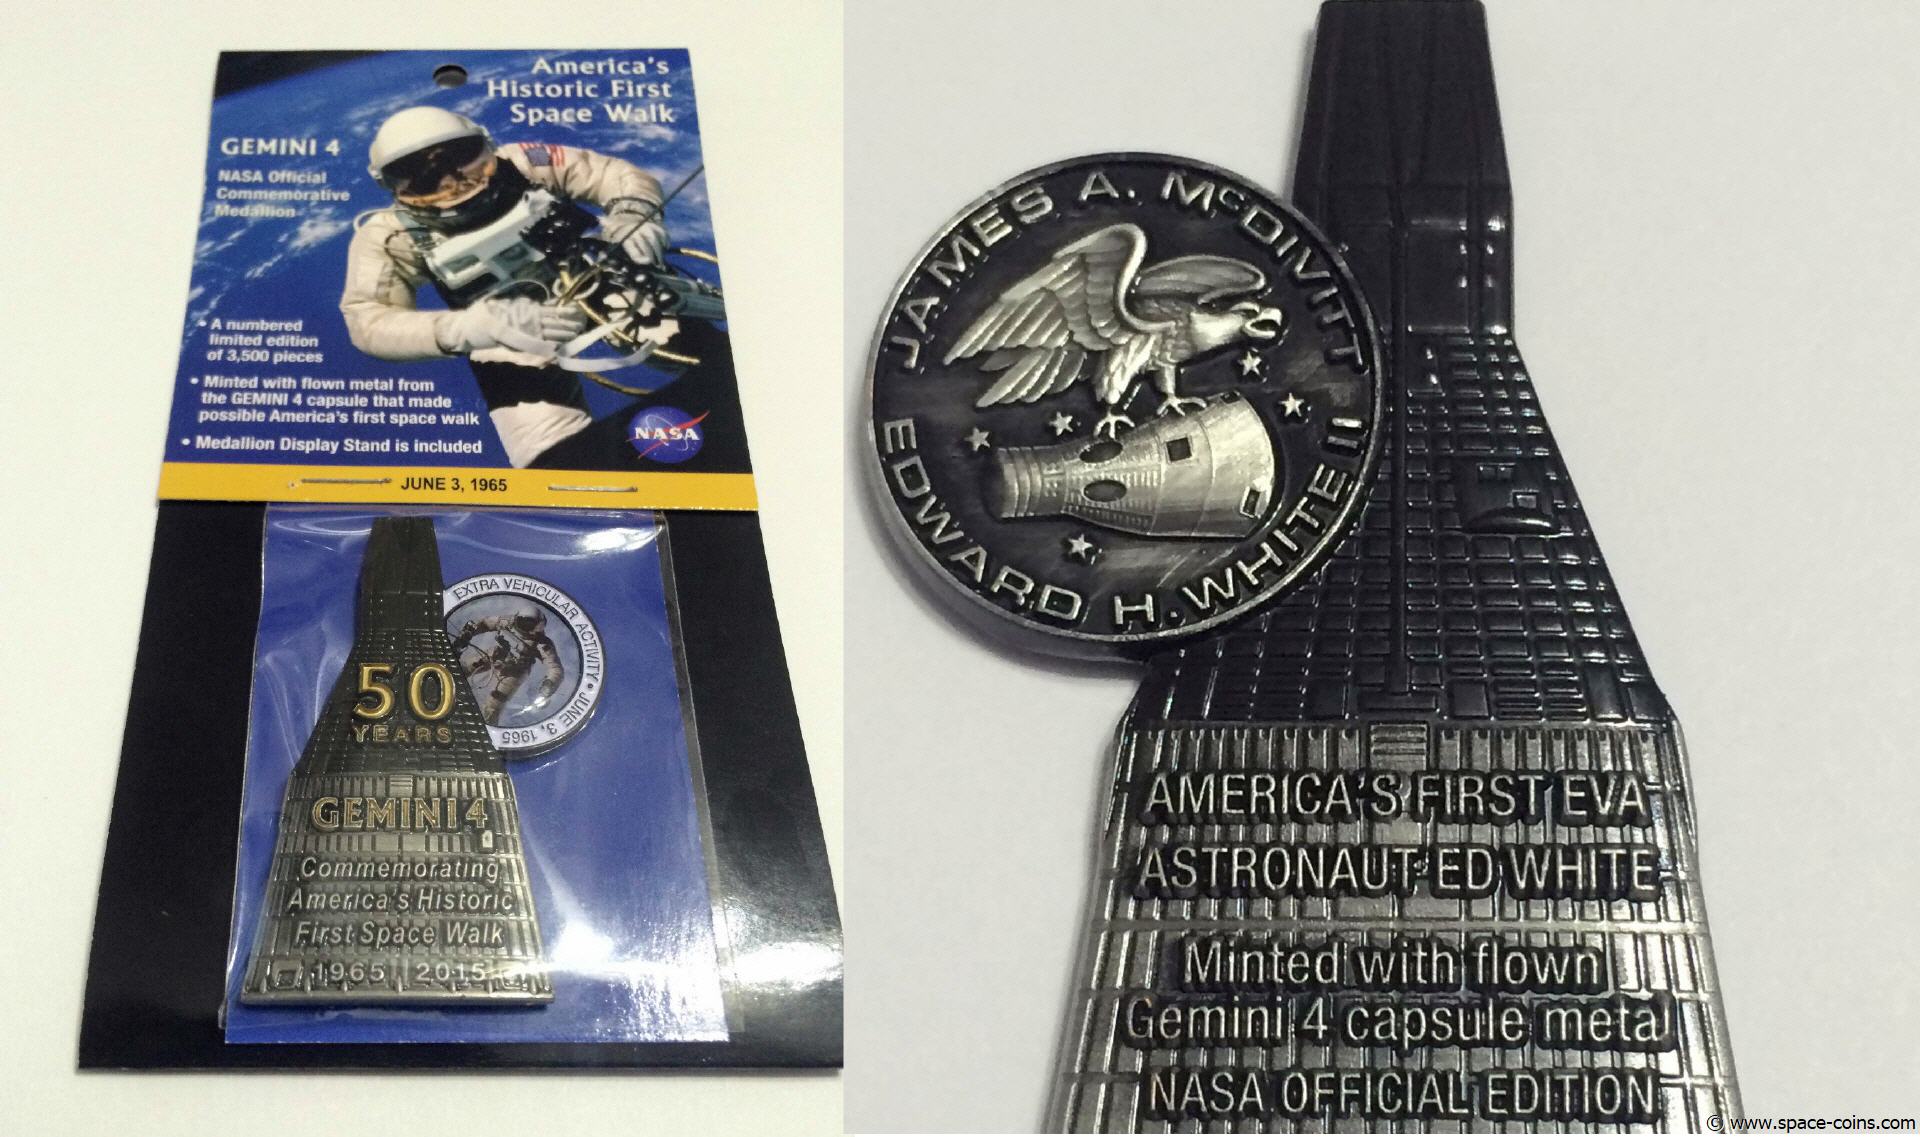 America's
Historic First
Space Walk
GEMINI 4
NASA Official
Commemorative
Medallion
• A numbered
limited edition
of 3,500 pieces
• Minted with flown metal from
the GEMINI 4 capsule that made
possible America's first space walk
• Medallion Display Stand is included
NASA
JUNE 3, 1965
EXTRA VEHICULAR ACTIVITY • JUNE 3, 1965
50
YEARS
GEMINI 4
Commemorating
America's Historic
First Space Walk
1965 2015
JAMES A. McDIVITT
EDWARD H. WHITE II
AMERICA'S FIRST EVA
ASTRONAUT ED WHITE
Minted with flown
Gemini 4 capsule metal
NASA OFFICIAL EDITION
© www.space-coins.com